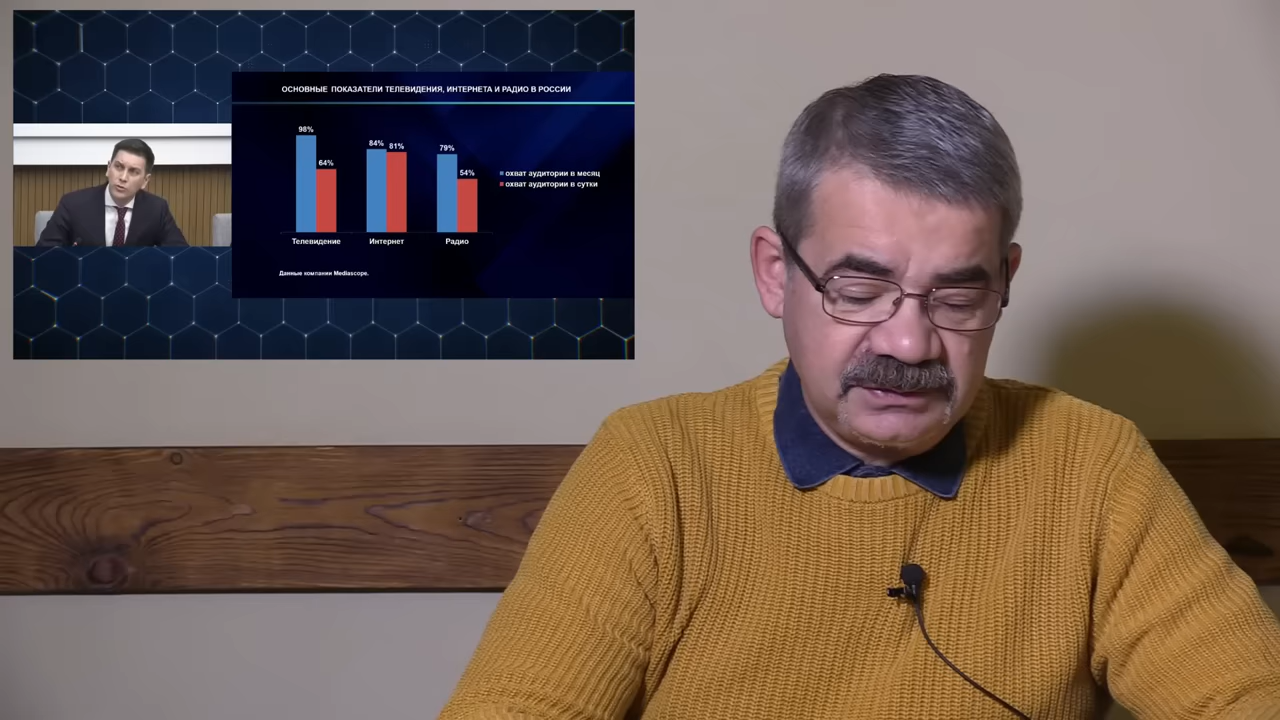 ОСНОВНЫЕ ПОКАЗАТЕЛИ ТЕЛЕВИДЕНИЯ, ИНТЕРНЕТА И РАДИО В РОССИИ
98%
64%
84%
81%
79%
54%
охват аудитории в месяц
охват аудитории в сутки
Телевидение
Интернет
Радио
Данные компании Mediascope.